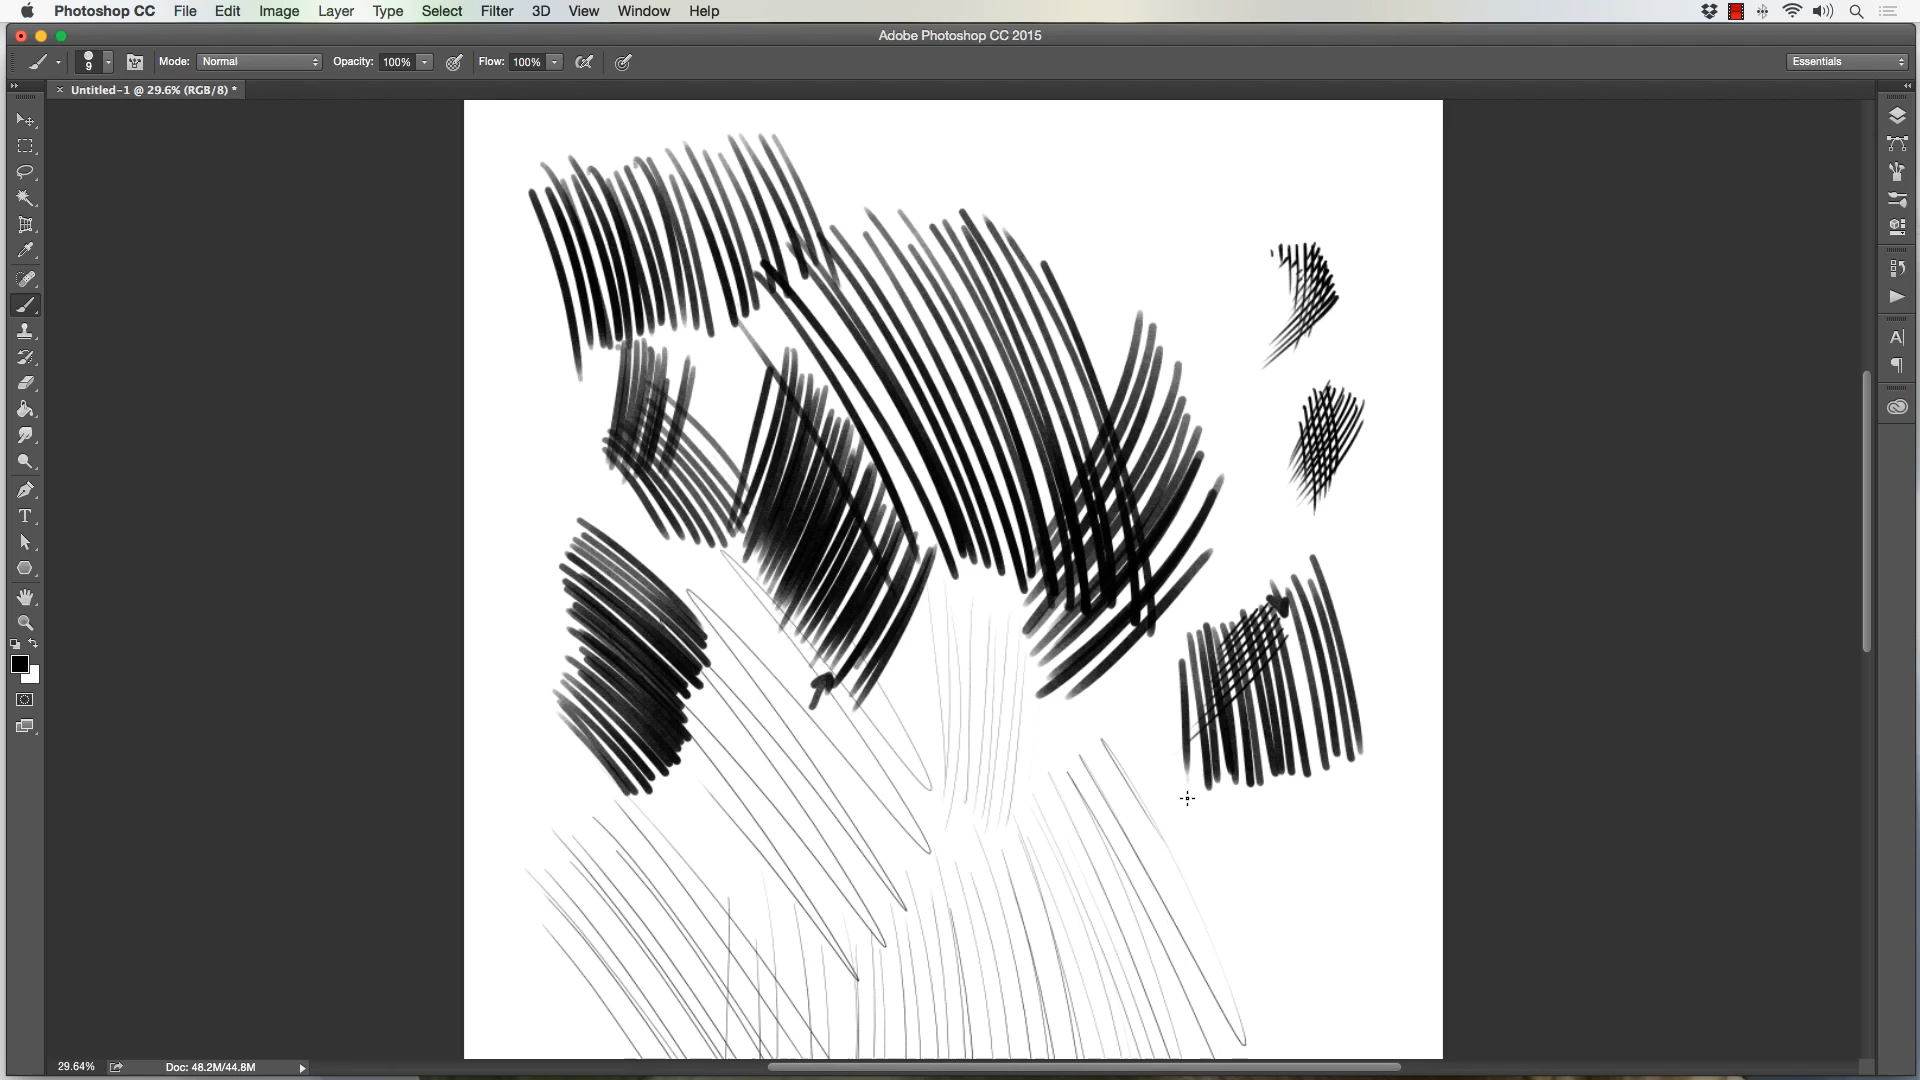 Photoshop CC File Edit Image Layer Type Select Filter 3D View Window Help
Adobe Photoshop CC 2015
9 Mode: Normal Opacity: 100% Flow: 100% Essentials
× Untitled-1 @ 29.6% (RGB/8) *
29.64% Doc: 48.2M/44.8M